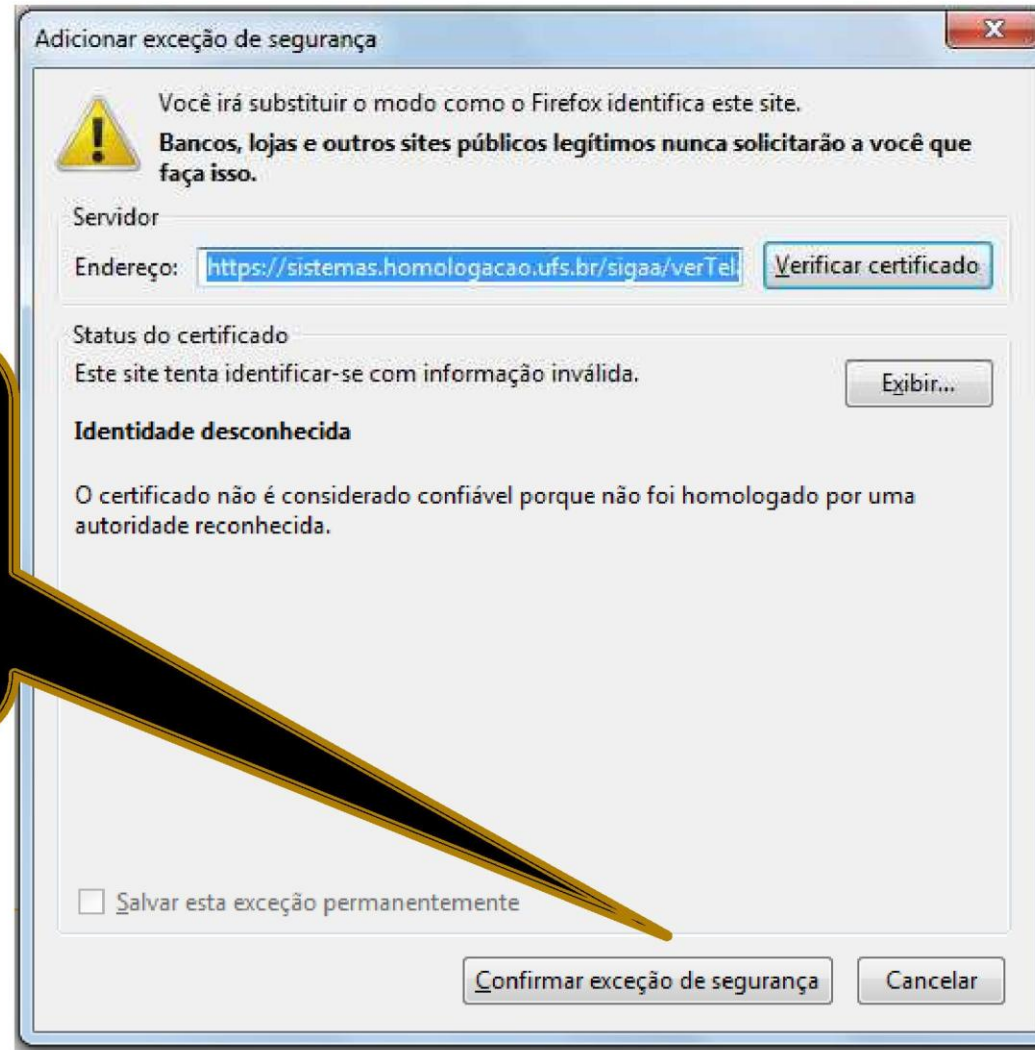 Adicionar exceção de segurança
Você irá substituir o modo como o Firefox identifica este site.
Bancos, lojas e outros sites públicos legítimos nunca solicitarão a você que
faça isso.
Servidor
Endereço: https://sistemas.homologacao.ufs.br/sigaa/verTel Verificar certificado
Status do certificado
Este site tenta identificar-se com informação inválida.
Exibir...
Identidade desconhecida
O certificado não é considerado confiável porque não foi homologado por uma
autoridade reconhecida.
Salvar esta exceção permanentemente
Confirmar exceção de segurança Cancelar